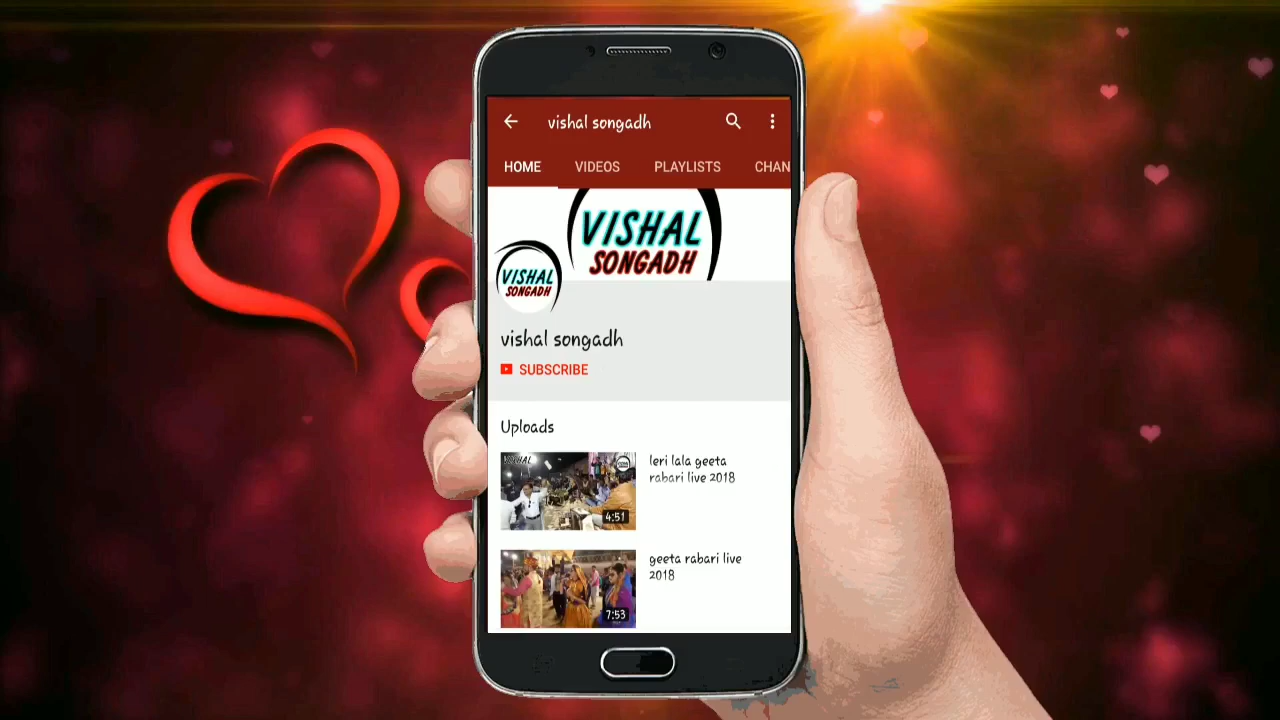 vishal songadh
HOME VIDEOS PLAYLISTS CHAN
VISHAL
SONGADH
VISHAL
SONGADH
vishal songadh
SUBSCRIBE
Uploads
VISHAL
4:51
leri lala geeta
rabari live 2018
7:53
geeta rabari live
2018